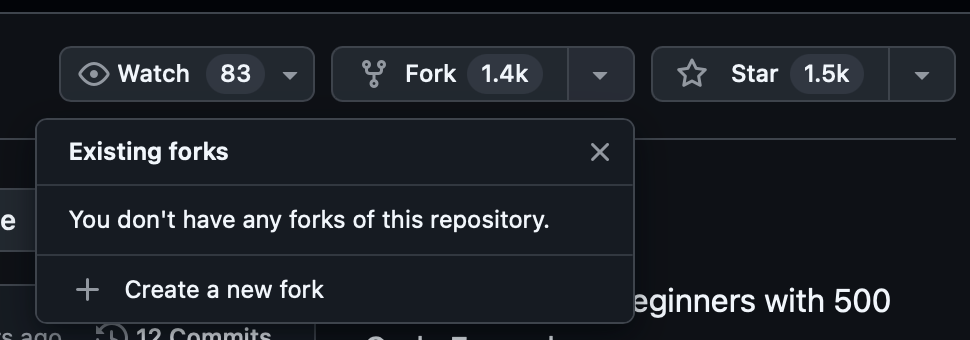 Watch 83 Fork 1.4k Star 1.5k
Existing forks
You don't have any forks of this repository.
Create a new fork
eginners with 500
12 Commits